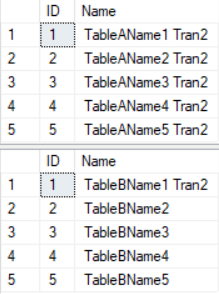 ID Name
1 1 TableAName1 Tran2
2 2 TableAName2 Tran2
3 3 TableAName3 Tran2
4 4 TableAName4 Tran2
5 5 TableAName5 Tran2
ID Name
1 1 TableBName1 Tran2
2 2 TableBName2
3 3 TableBName3
4 4 TableBName4
5 5 TableBName5